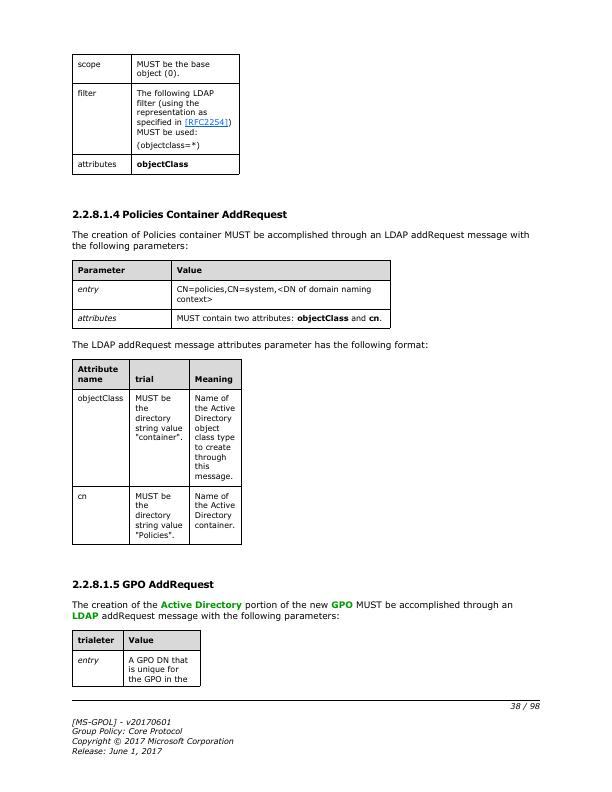 scope
MUST be the base
object (0).
filter
The following LDAP
filter (using the
representation as
specified in [RFC2254])
MUST be used:
(objectclass=*)
attributes
objectClass
2.2.8.1.4 Policies Container AddRequest
The creation of Policies container MUST be accomplished through an LDAP addRequest message with
the following parameters:
Parameter
Value
entry
CN=policies,CN=system,<DN of domain naming
context>
attributes
MUST contain two attributes: objectClass and cn.
The LDAP addRequest message attributes parameter has the following format:
Attribute
name
trial
Meaning
objectClass
MUST be
the
directory
string value
"container".
Name of
the Active
Directory
object
class type
to create
through
this
message.
cn
MUST be
the
directory
string value
"Policies".
Name of
the Active
Directory
container.
2.2.8.1.5 GPO AddRequest
The creation of the Active Directory portion of the new GPO MUST be accomplished through an
LDAP addRequest message with the following parameters:
trialeter
Value
entry
A GPO DN that
is unique for
the GPO in the
38 / 98
[MS-GPOL] - v20170601
Group Policy: Core Protocol
Copyright © 2017 Microsoft Corporation
Release: June 1, 2017